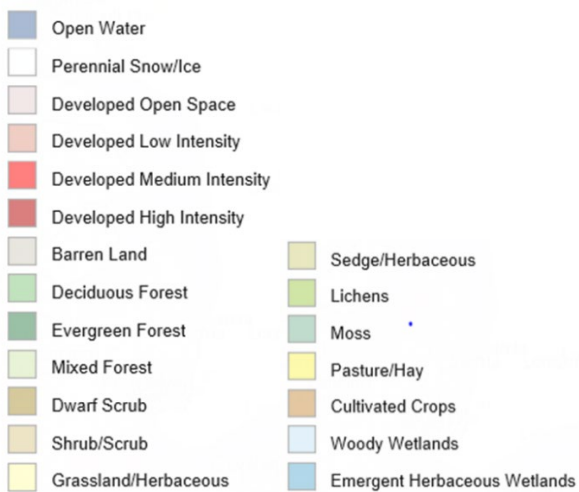 Open Water
Perennial Snow/Ice
Developed Open Space
Developed Low Intensity
Developed Medium Intensity
Developed High Intensity
Barren Land
Deciduous Forest
Evergreen Forest
Mixed Forest
Dwarf Scrub
Shrub/Scrub
Grassland/Herbaceous
Sedge/Herbaceous
Lichens
Moss
Pasture/Hay
Cultivated Crops
Woody Wetlands
Emergent Herbaceous Wetlands